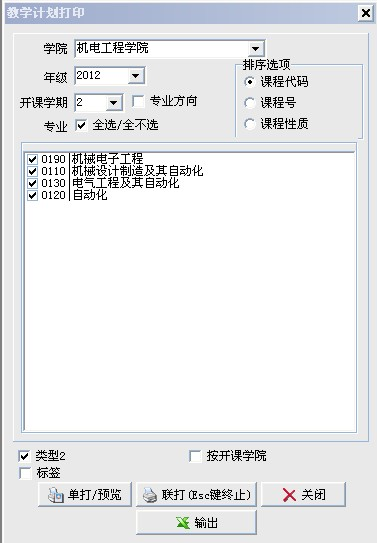 教学计划打印
学院 机电工程学院
排序选项
年级 2012
课程代码
开课学期 2 专业方向
课程号
专业 全选/全不选
课程性质
0190|机械电子工程
0110|机械设计制造及其自动化
0130|电气工程及其自动化
0120|自动化
类型2 按开课学院
标签
单打/预览 联打(Esc键终止) 关闭
输出